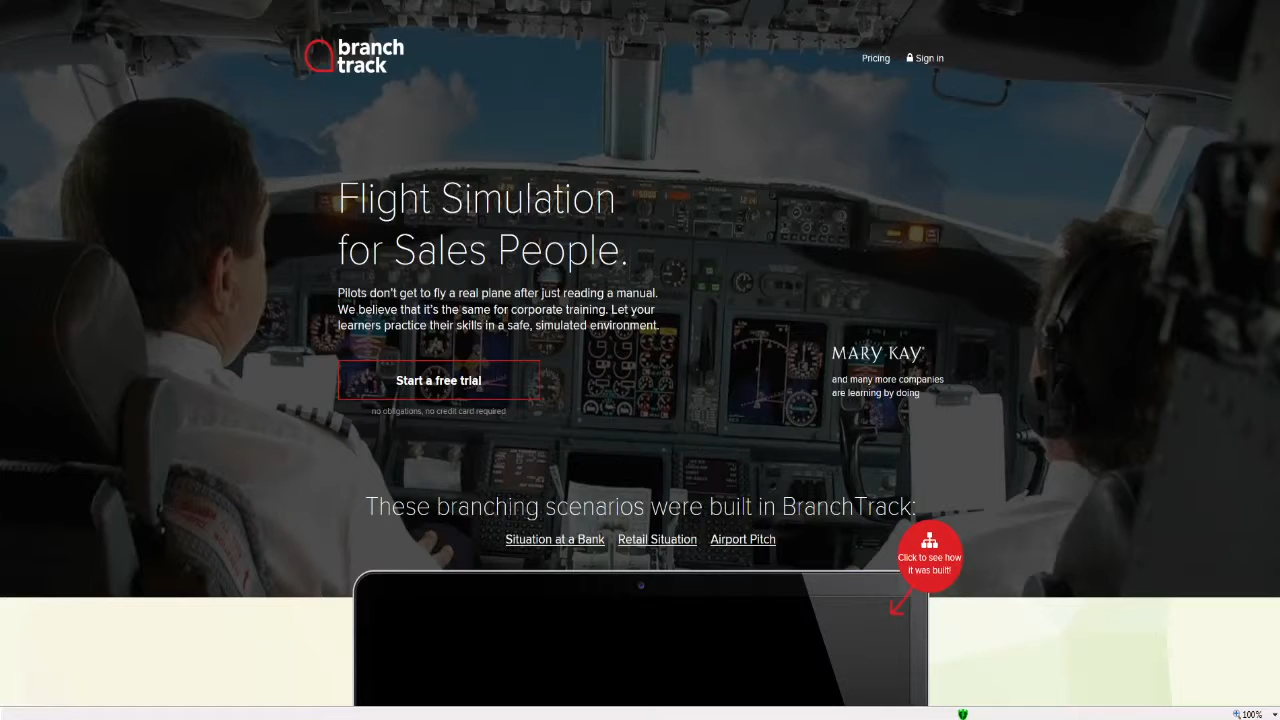 branch
track
Pricing
Sign in
Flight Simulation
for Sales People.
Pilots don't get to fly a real plane after just reading a manual.
We believe that it's the same for corporate training. Let your
learners practice their skills in a safe, simulated environment.
MARY KAY
and many more companies
are learning by doing
Start a free trial
no obligations, no credit card required
These branching scenarios were built in BranchTrack:
Situation at a Bank Retail Situation Airport Pitch
Click to see how
it was built!
100%